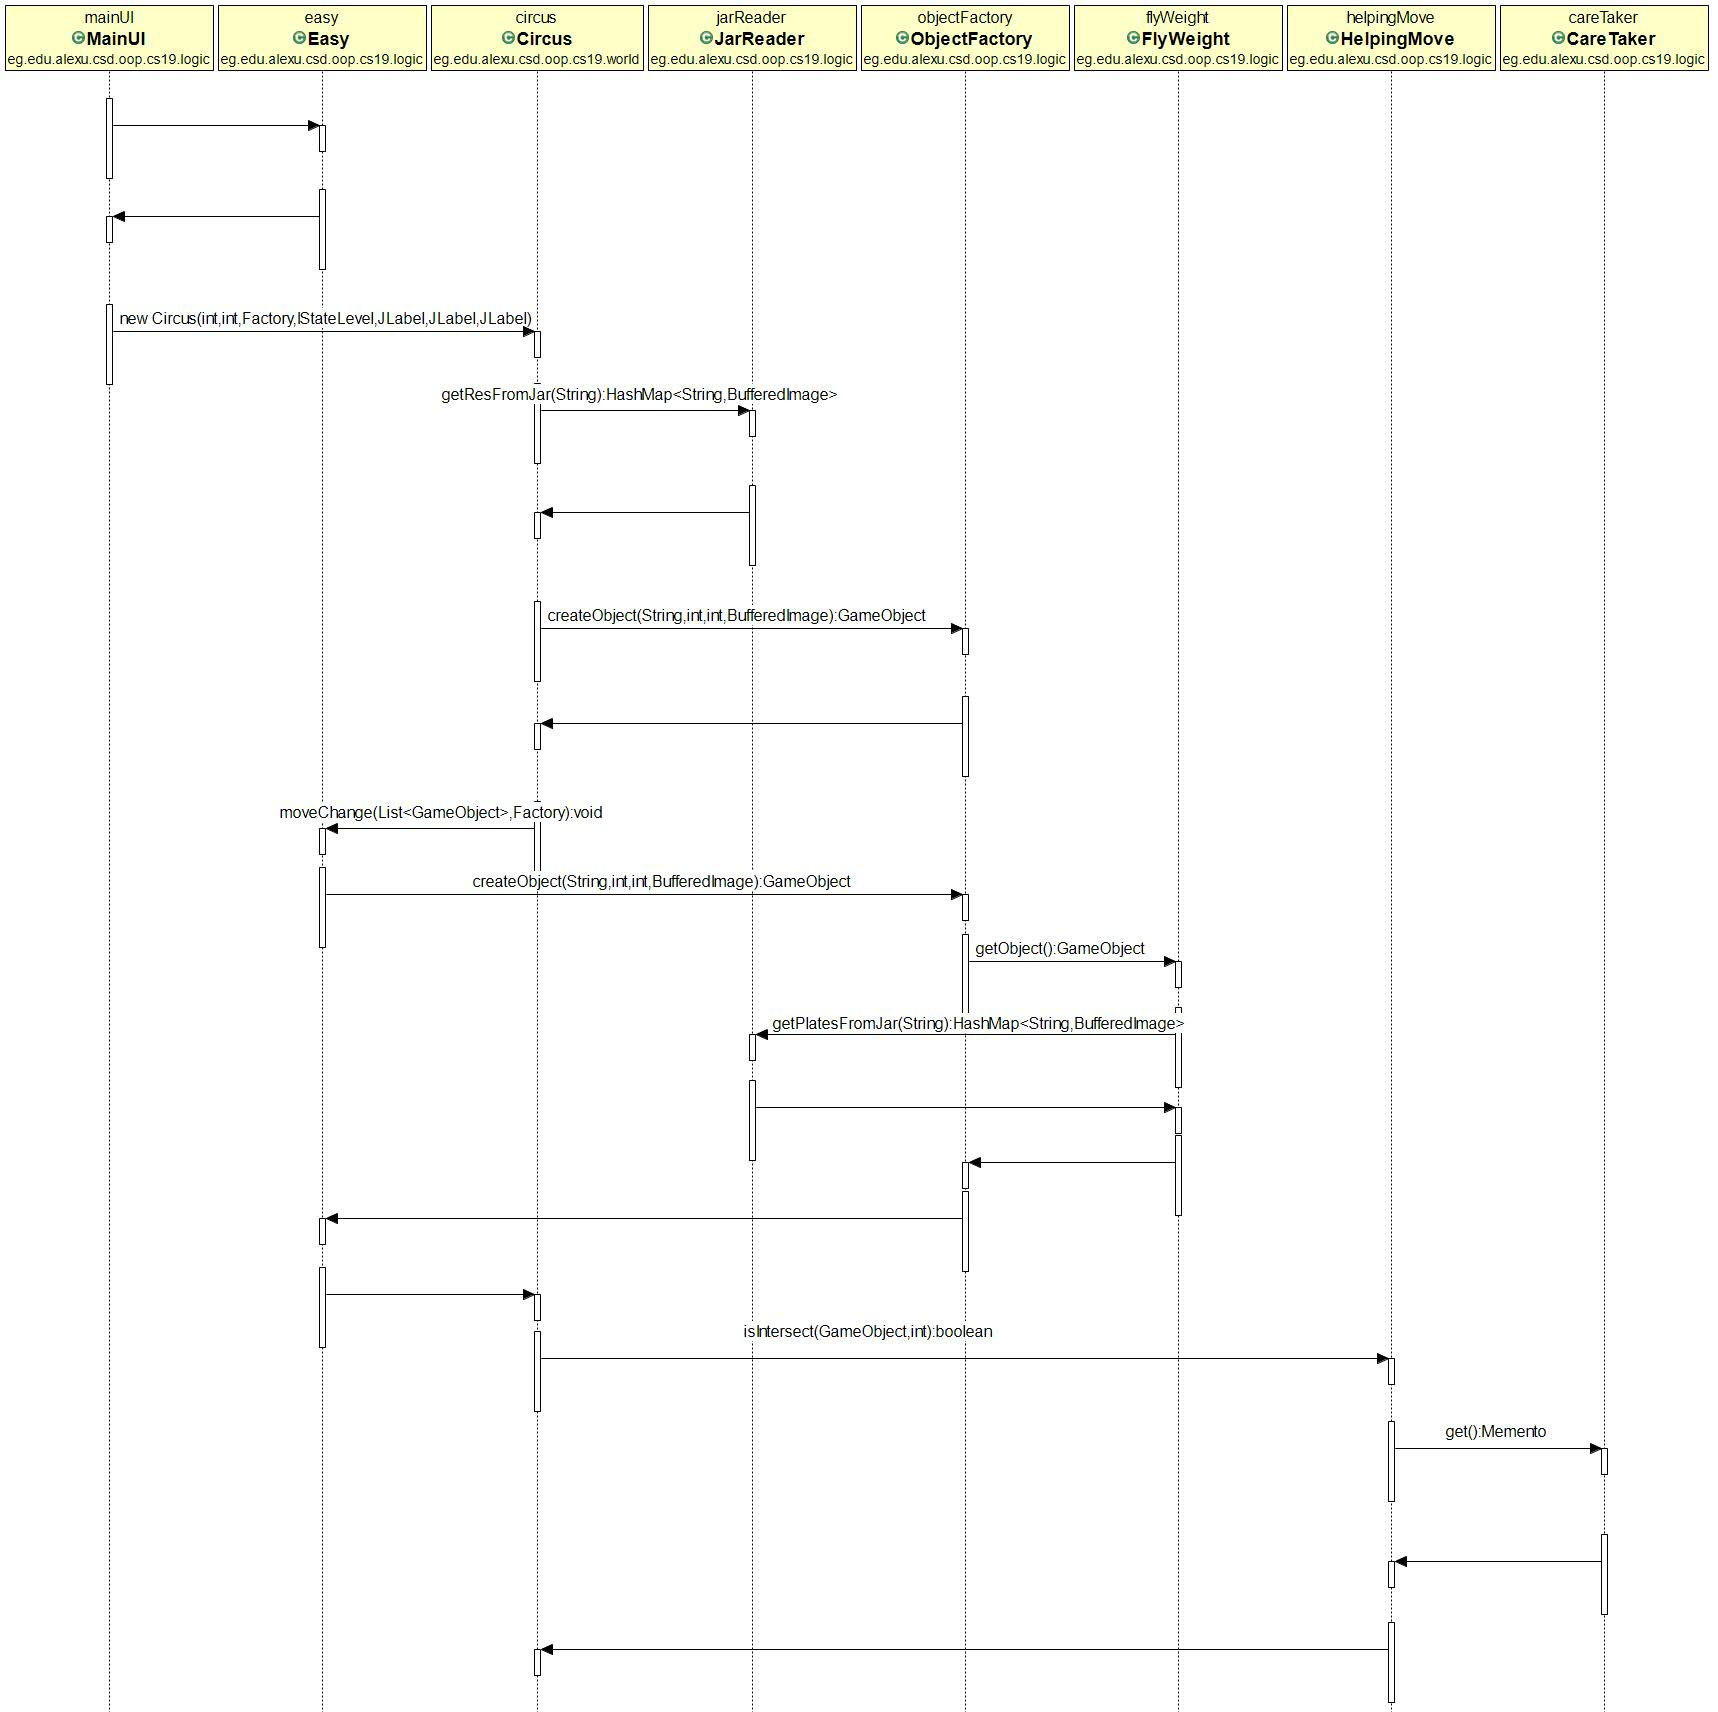 mainUI
MainUI
eg.edu.alexu.csd.oop.cs19.logic
easy
Easy
eg.edu.alexu.csd.oop.cs19.logic
circus
Circus
eg.edu.alexu.csd.oop.cs19.world
jarReader
JarReader
eg.edu.alexu.csd.oop.cs19.logic
objectFactory
ObjectFactory
eg.edu.alexu.csd.oop.cs19.logic
flyWeight
FlyWeight
eg.edu.alexu.csd.oop.cs19.logic
helpingMove
HelpingMove
eg.edu.alexu.csd.oop.cs19.logic
careTaker
CareTaker
eg.edu.alexu.csd.oop.cs19.logic
new Circus(int,int,Factory,IStateLevel,JLabel,JLabel,JLabel)
getResFromJar(String):HashMap<String,BufferedImage>
createObject(String,int,int,BufferedImage):GameObject
moveChange(List<GameObject>,Factory):void
createObject(String,int,int,BufferedImage):GameObject
getObject():GameObject
getPlatesFromJar(String):HashMap<String,BufferedImage>
isIntersect(GameObject,int):boolean
get():Memento